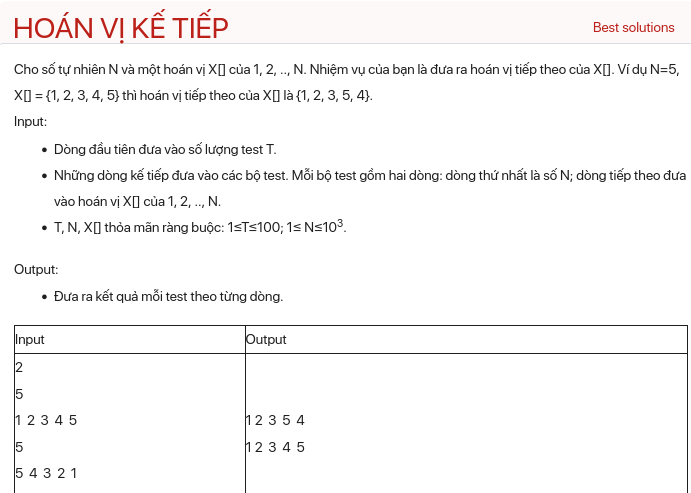 HOÁN VỊ KẾ TIẾP
Best solutions
Cho số tự nhiên N và một hoán vị X[] của 1, 2, .., N. Nhiệm vụ của bạn là đưa ra hoán vị tiếp theo của X[]. Ví dụ N=5,
X[] = {1, 2, 3, 4, 5} thì hoán vị tiếp theo của X[] là {1, 2, 3, 5, 4}.
Input:
• Dòng đầu tiên đưa vào số lượng test T.
• Những dòng kế tiếp đưa vào các bộ test. Mỗi bộ test gồm hai dòng: dòng thứ nhất là số N; dòng tiếp theo đưa
vào hoán vị X[] của 1, 2, .., N.
• T, N, X[] thỏa mãn ràng buộc: 1≤T≤100; 1≤ N≤10³.
Output:
• Đưa ra kết quả mỗi test theo từng dòng.
Input Output
2
5
1 2 3 4 5 1 2 3 5 4
5 1 2 3 4 5
5 4 3 2 1